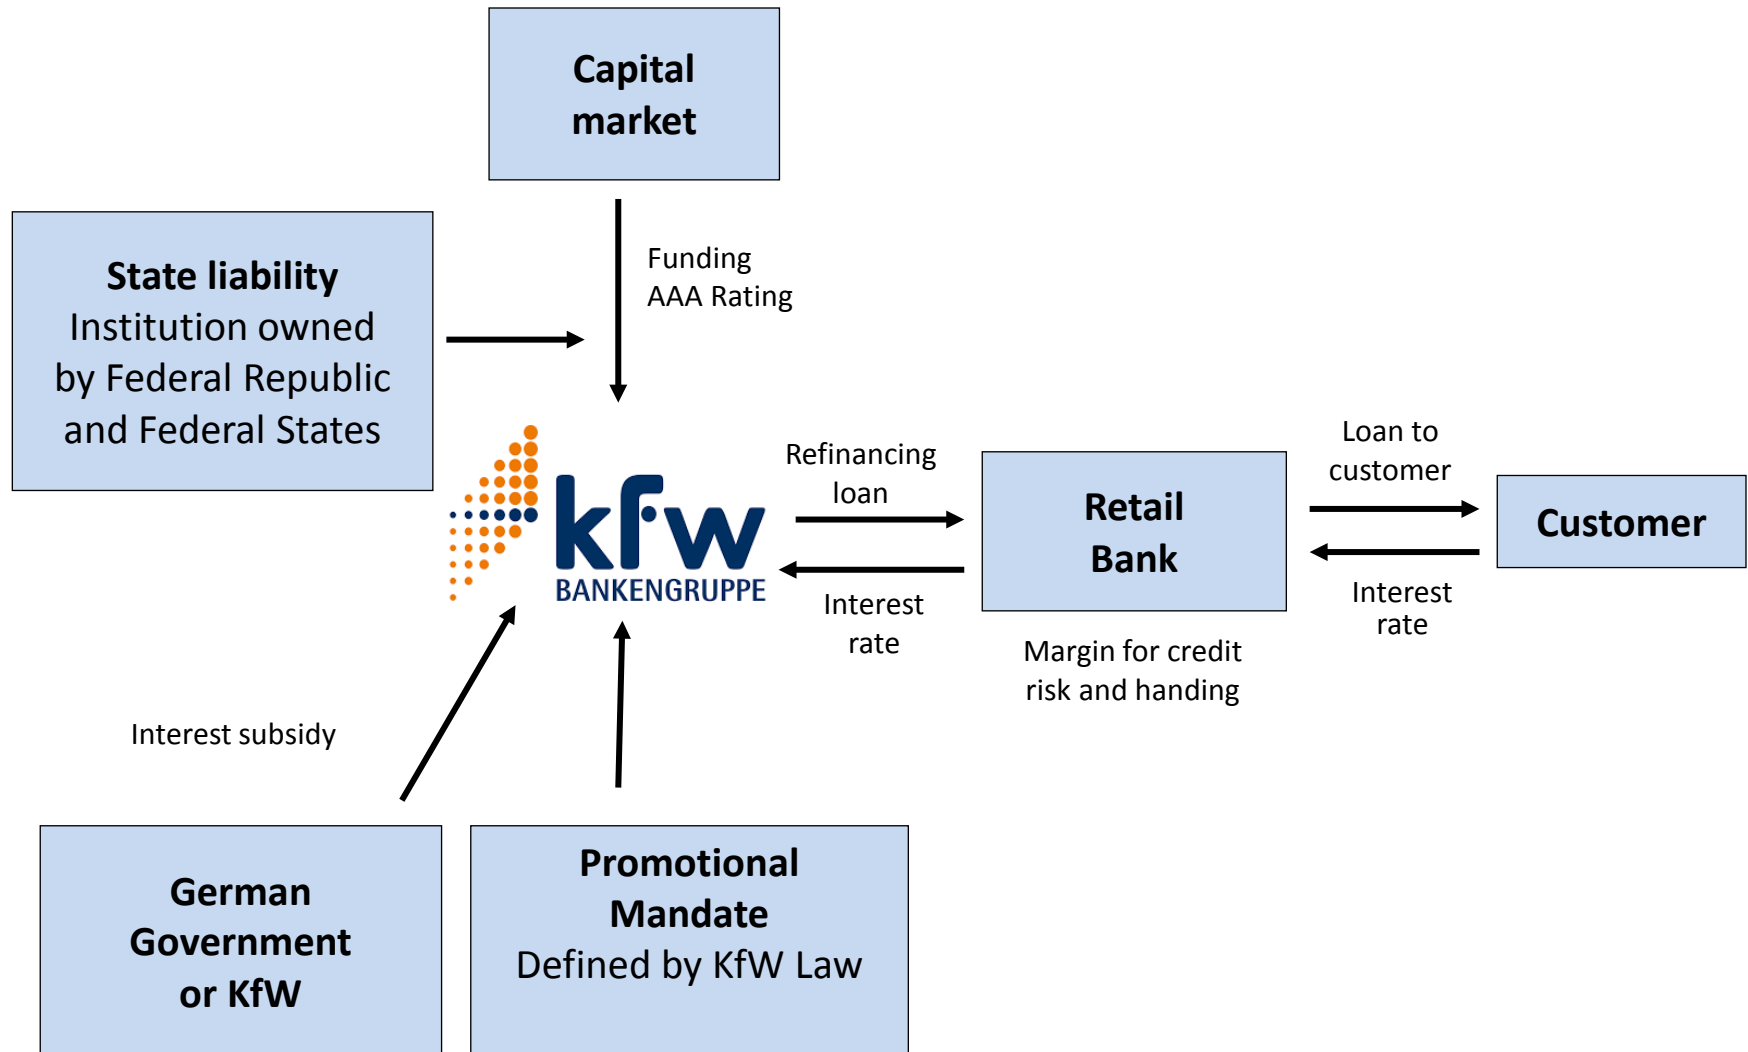 Capital
market
State liability
Institution owned
by Federal Republic
and Federal States
Funding
AAA Rating
kfw
BANKENGRUPPE
Refinancing
loan
Interest
rate
Retail
Bank
Margin for credit
risk and handing
Loan to
customer
Interest
rate
Customer
Interest subsidy
German
Government
or KfW
Promotional
Mandate
Defined by KfW Law